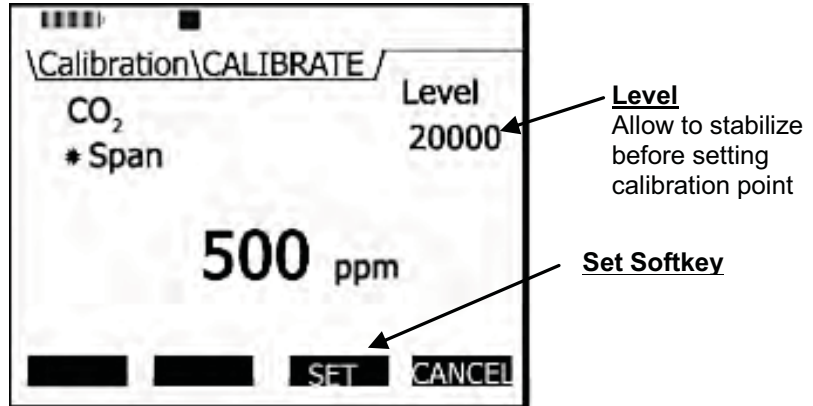 \Calibration\CALIBRATE/
CO₂
Level
* Span
20000
500 ppm
SET
CANCEL
Level
Allow to stabilize
before setting
calibration point
Set Softkey